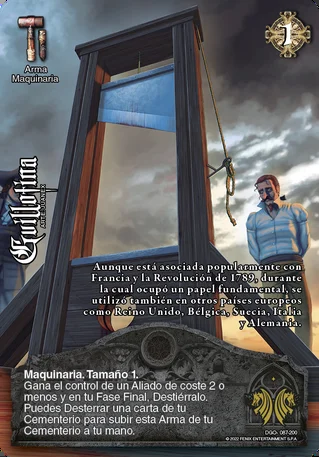 1
Arma
Maquinaria
Guillotina
Aunque está asociada popularmente con
Francia y la Revolución de 1789, durante
la cual ocupó un papel fundamental, se
utilizó también en otros países europeos
como Reino Unido, Bélgica, Suecia, Italia
y Alemania.
Maquinaria. Tamaño 1.
Gana el control de un Aliado de coste 2 o
menos y en tu Fase Final, Destiérralo.
Puedes Desterrar una carta de tu
Cementerio para subir esta Arma de tu
Cementerio a tu mano.
DGO- 087-200
© 2022 FENIX ENTERTAINMENT S.P.A.